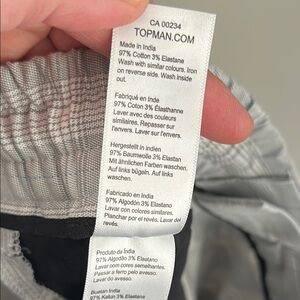 CA 00234
TOPMAN.COM
Made in India
97% Cotton 3% Elastane
Wash with similar colours. Iron
on reverse side. Wash inside
out.
Fabriqué en Inde
97% Coton 3% Élasthanne
Laver avec des couleurs
similaires. Repasser sur
l'envers. Laver sur l'envers.
Hergestellt in indien
97% Baumwolle 3% Elastan
Mit ähnlichen Farben waschen.
Auf links bügeln. Auf links
waschen.
Fabricado en India
97% Algodón 3% Elastano
Lavar con colores similares.
Planchar por el revés. Lavar del
revés.
Produto da Índia
97% Algodão 3% Elastano
Lavar com cores semelhantes.
Passar a ferro pelo avesso.
Lavar do avesso.
Buatan India
97% Katun 3% Elastane